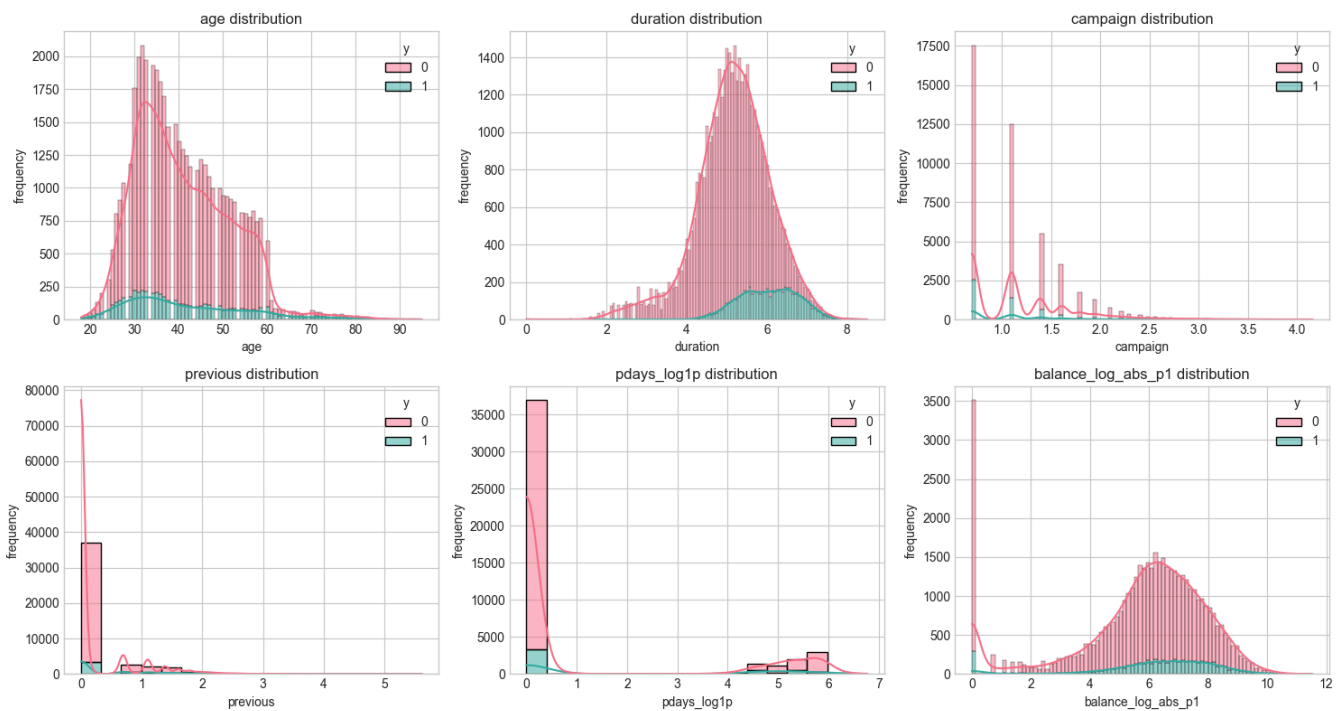 age distribution
y
0
1
frequency
2000
1750
1500
1250
1000
750
500
250
0
20 30 40 50 60 70 80 90
age
duration distribution
y
0
1
frequency
1400
1200
1000
800
600
400
200
0
0 2 4 6 8
duration
campaign distribution
y
0
1
frequency
17500
15000
12500
10000
7500
5000
2500
0
1.0 1.5 2.0 2.5 3.0 3.5 4.0
campaign
previous distribution
y
0
1
frequency
80000
70000
60000
50000
40000
30000
20000
10000
0
0 1 2 3 4 5
previous
pdays_log1p distribution
y
0
1
frequency
35000
30000
25000
20000
15000
10000
5000
0
0 1 2 3 4 5 6 7
pdays_log1p
balance_log_abs_p1 distribution
y
0
1
frequency
3500
3000
2500
2000
1500
1000
500
0
0 2 4 6 8 10 12
balance_log_abs_p1